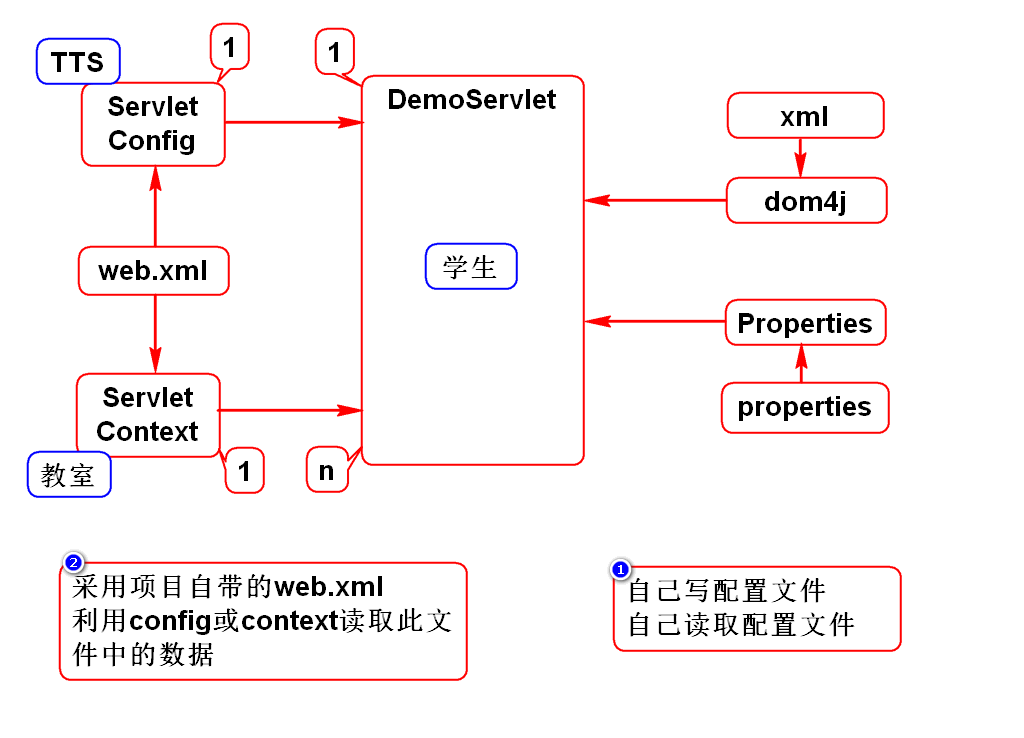 TTS
1
1
Servlet
Config
DemoServlet
xml
dom4j
web.xml
学生
Properties
properties
Servlet
Context
教室
1
n
2
采用项目自带的web.xml
利用config或context读取此文
件中的数据
1
自己写配置文件
自己读取配置文件